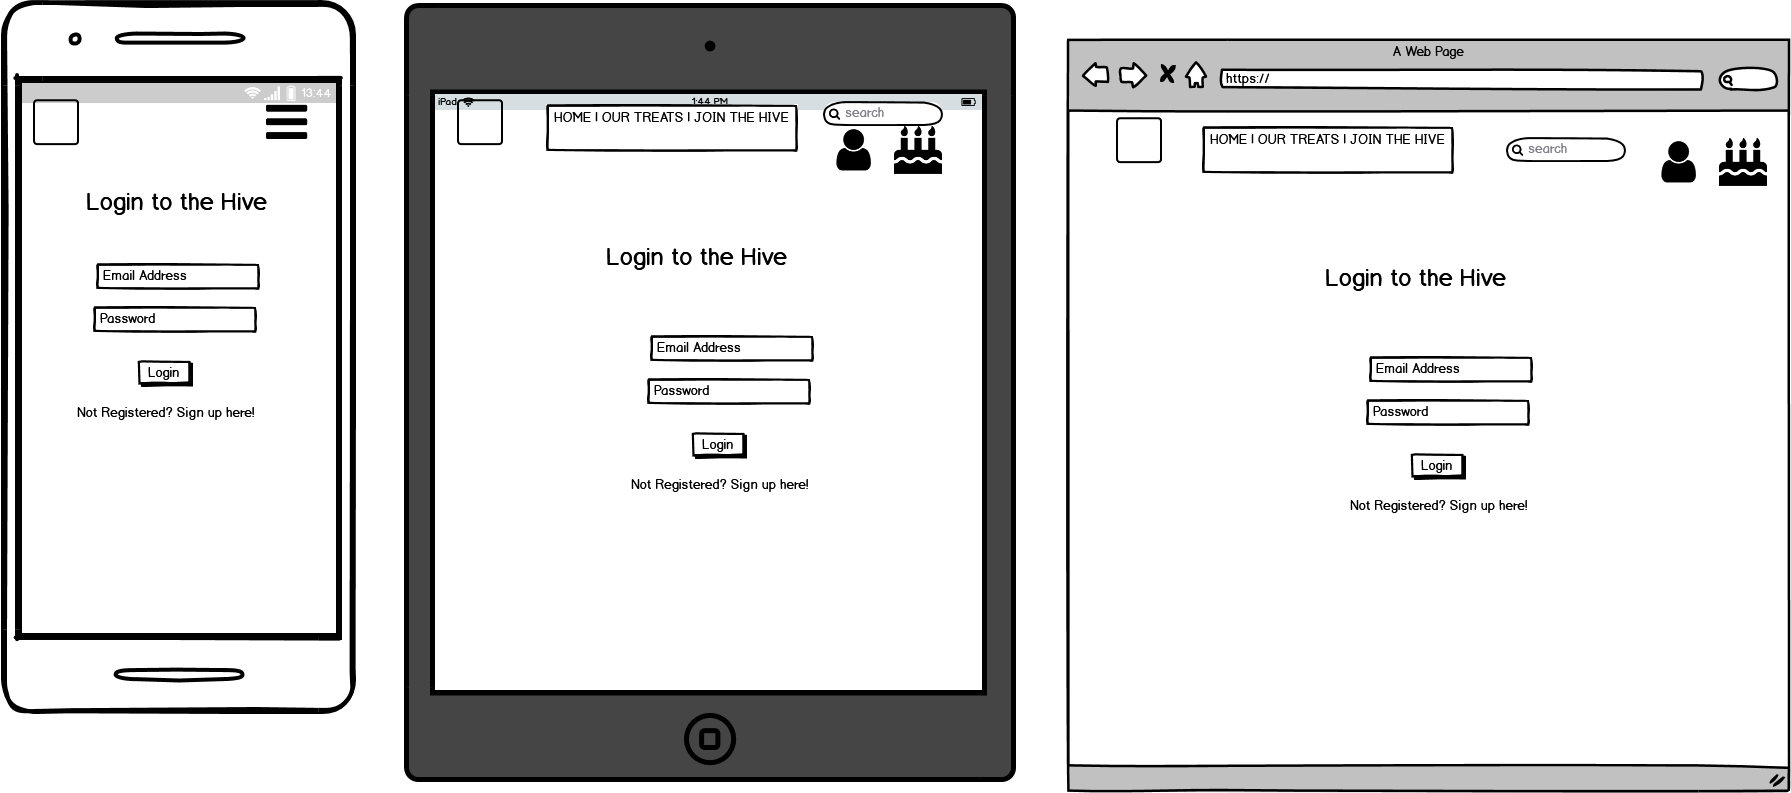 13:44
Login to the Hive
Email Address
Password
Login
Not Registered? Sign up here!
iPad
1:44 PM
HOME | OUR TREATS | JOIN THE HIVE
search
Login to the Hive
Email Address
Password
Login
Not Registered? Sign up here!
A Web Page
https://
HOME | OUR TREATS | JOIN THE HIVE
search
Login to the Hive
Email Address
Password
Login
Not Registered? Sign up here!